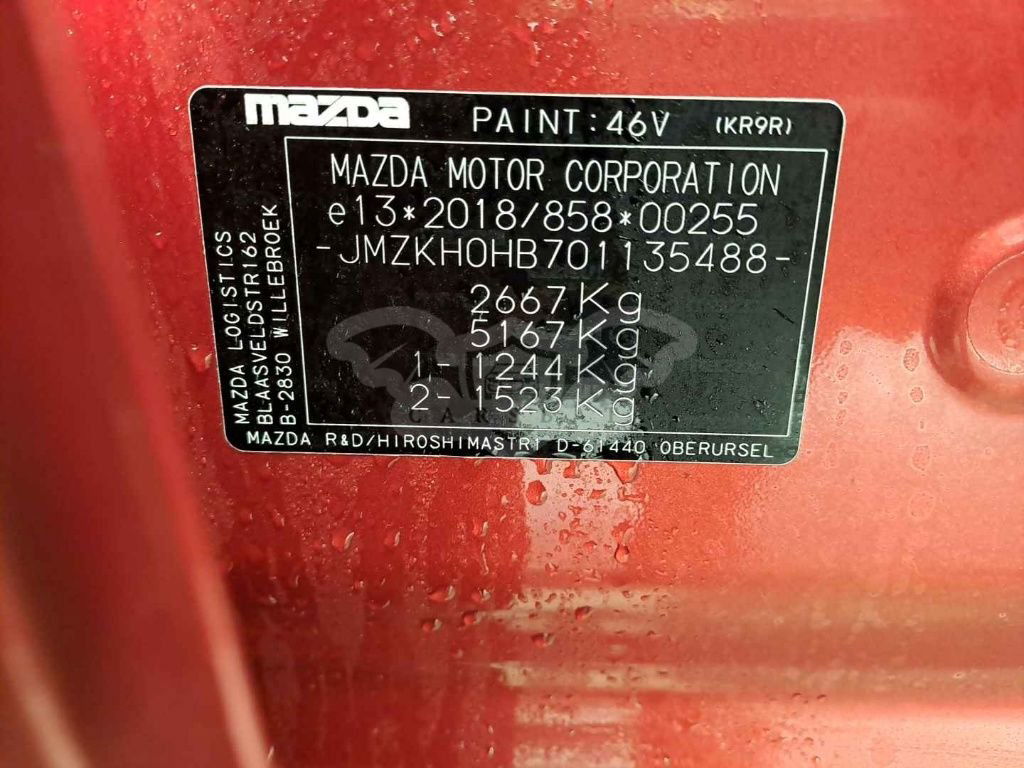 mazda PAINT:46V (KR9R)
MAZDA MOTOR CORPORATION
e13*2018/858*00255
-JMZKH0HB701135488-
2667Kg
5167Kg
1-1244Kg
2-1523Kg
MAZDA LOGISTICS
BLAASVELDSTR162
B-2830 WILLEBROEK
MAZDA R&D/HIROSHIMASTR1 D-61440 OBERURSEL